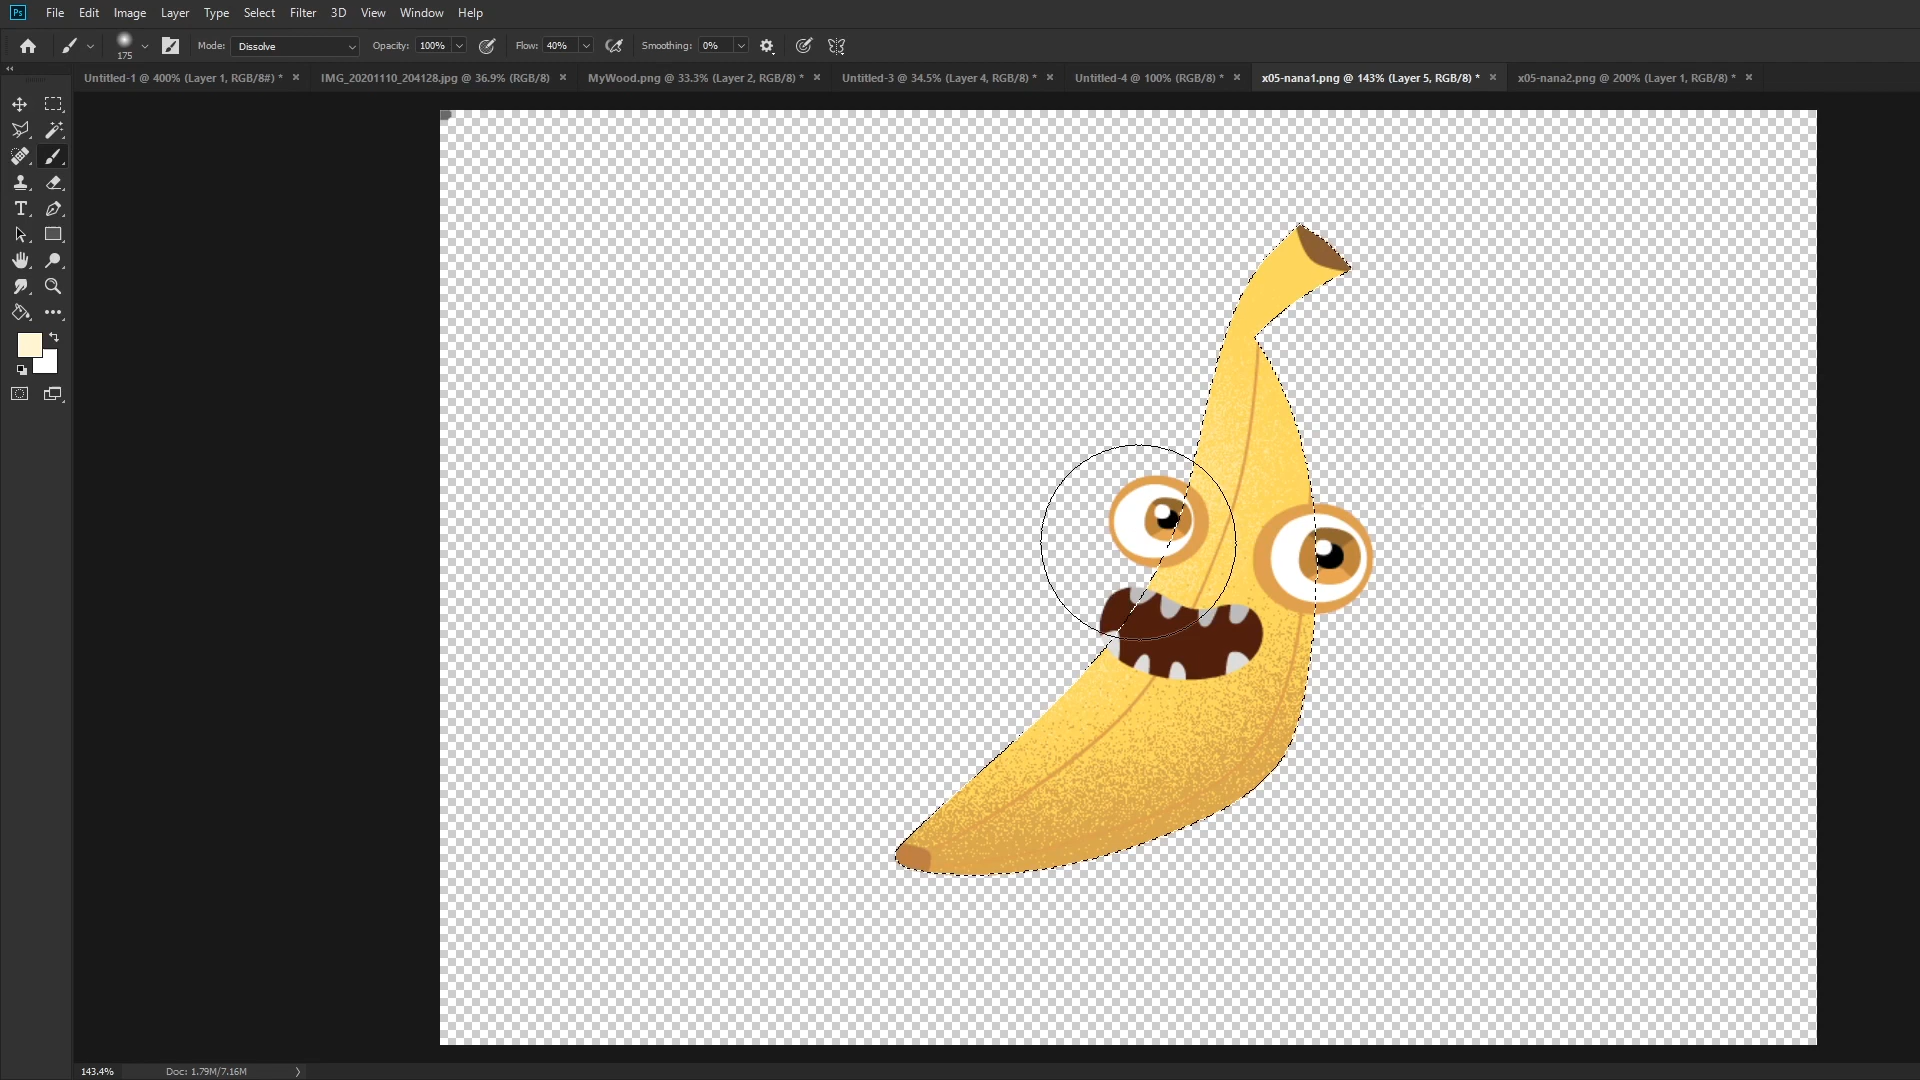 Ps File Edit Image Layer Type Select Filter 3D View Window Help
175 Mode: Dissolve Opacity: 100% Flow: 40% Smoothing: 0%
Untitled-1 @ 400% (Layer 1, RGB/8#) * × IMG_20201110_204128.jpg @ 36.9% (RGB/8) × MyWood.png @ 33.3% (Layer 2, RGB/8) * × Untitled-3 @ 34.5% (Layer 4, RGB/8) * × Untitled-4 @ 100% (RGB/8) * × x05-nana1.png @ 143% (Layer 5, RGB/8) * × x05-nana2.png @ 200% (Layer 1, RGB/8) * ×
143.4% Doc: 1.79M/7.16M